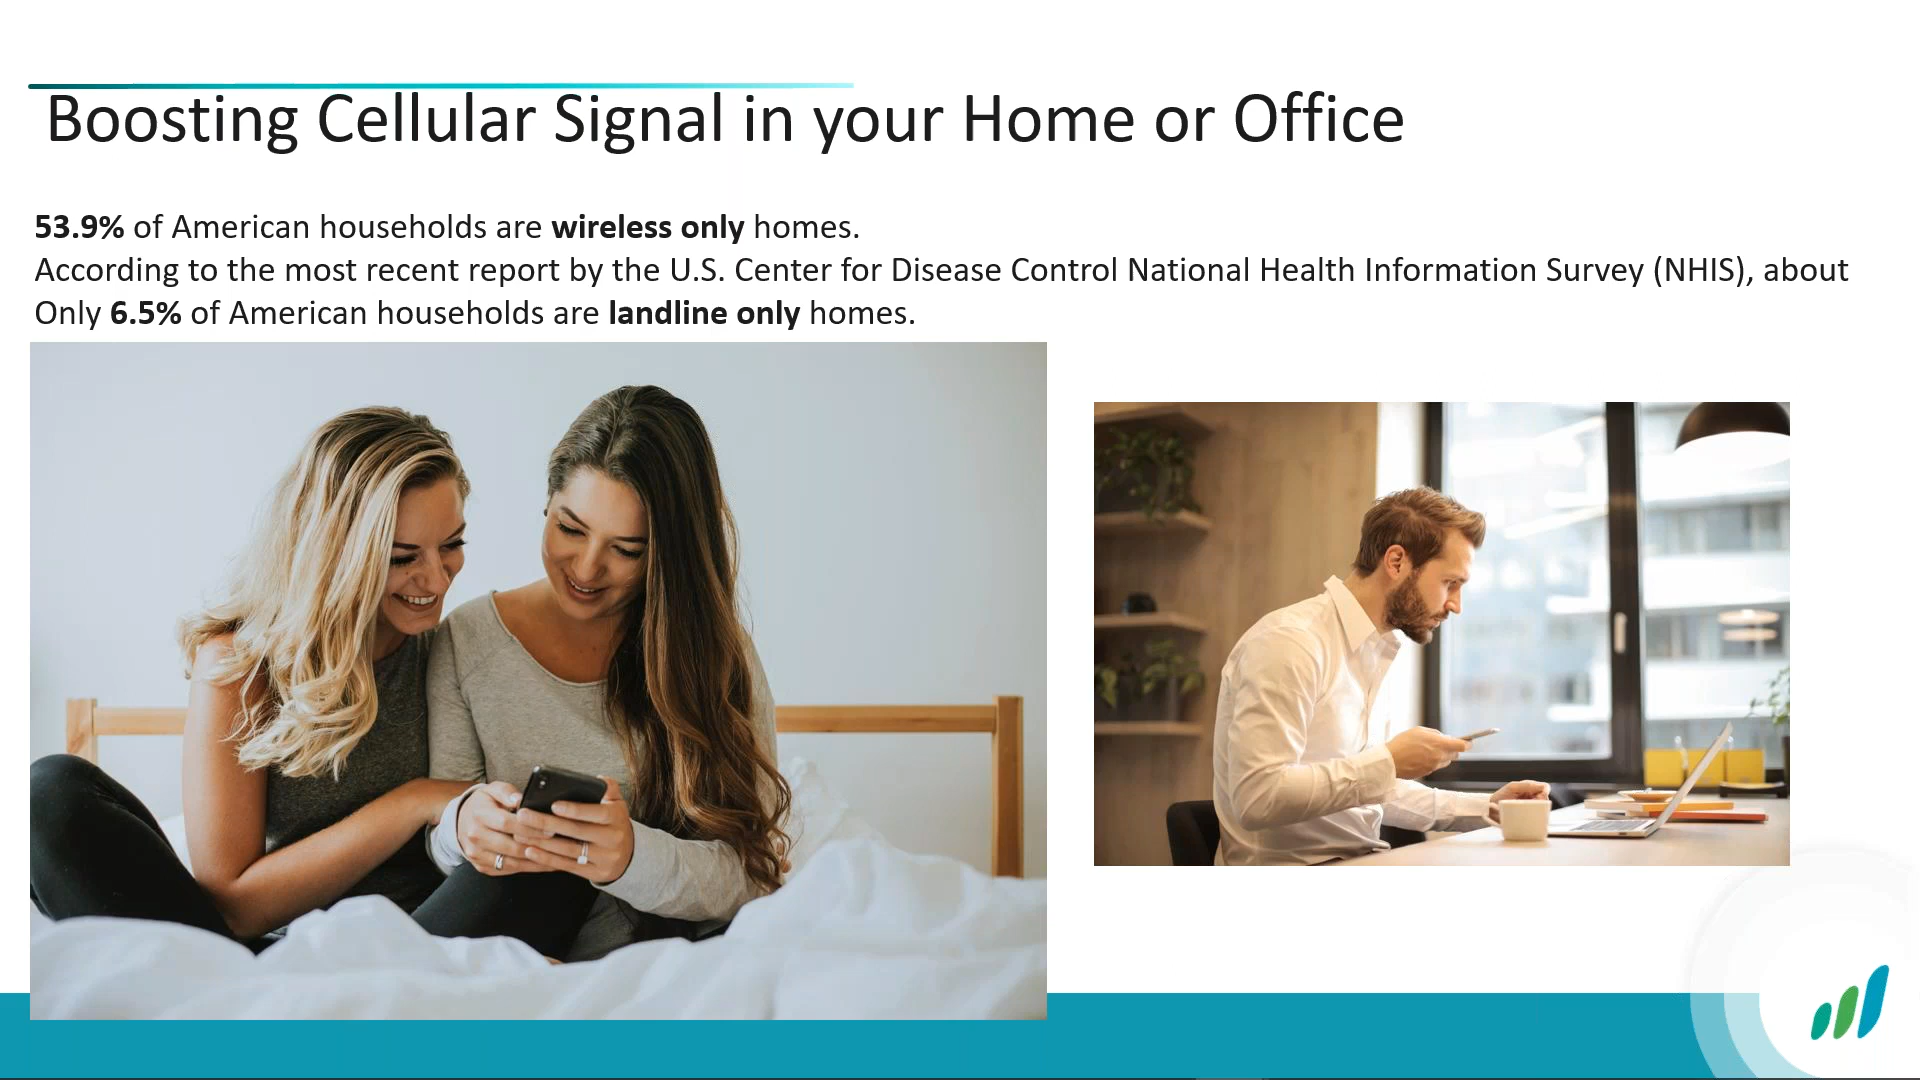 Boosting Cellular Signal in your Home or Office
53.9% of American households are wireless only homes.
According to the most recent report by the U.S. Center for Disease Control National Health Information Survey (NHIS), about
Only 6.5% of American households are landline only homes.